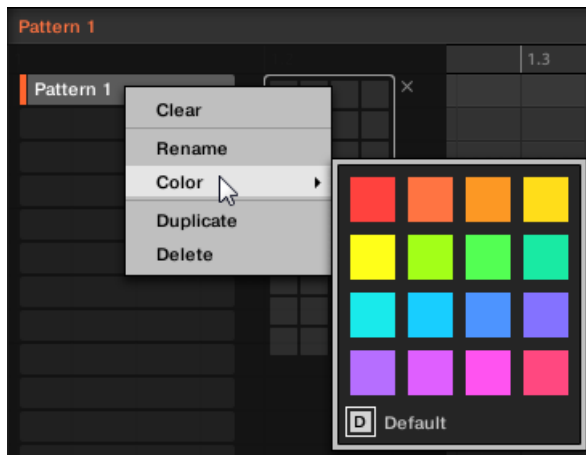 Pattern 1
1.3
Pattern 1
Clear
Rename
Color
Duplicate
Delete
D Default